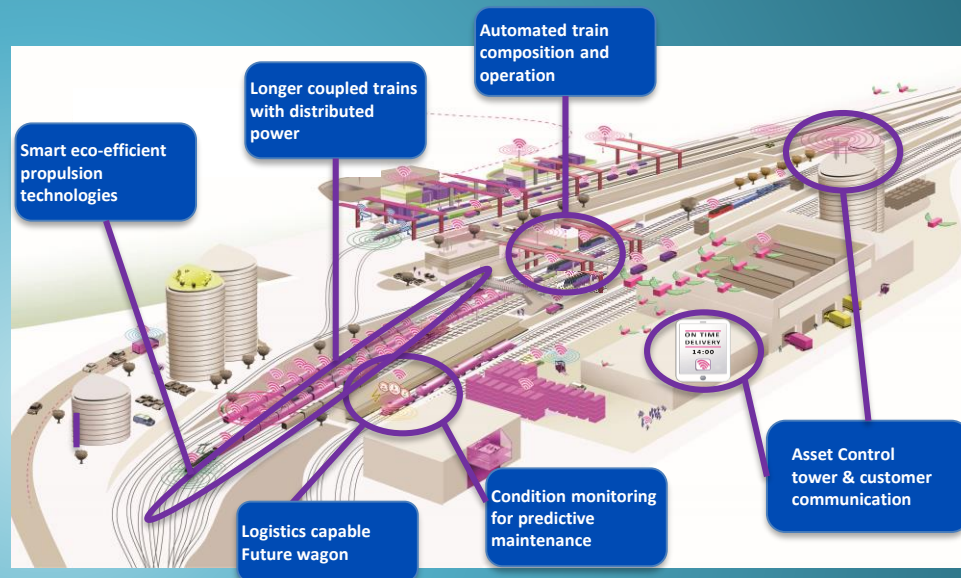 Automated train
composition and
operation
Longer coupled trains
with distributed
power
Smart eco-efficient
propulsion
technologies
ON TIME
DELIVERY
14:00
Asset Control
tower & customer
communication
Condition monitoring
for predictive
maintenance
Logistics capable
Future wagon